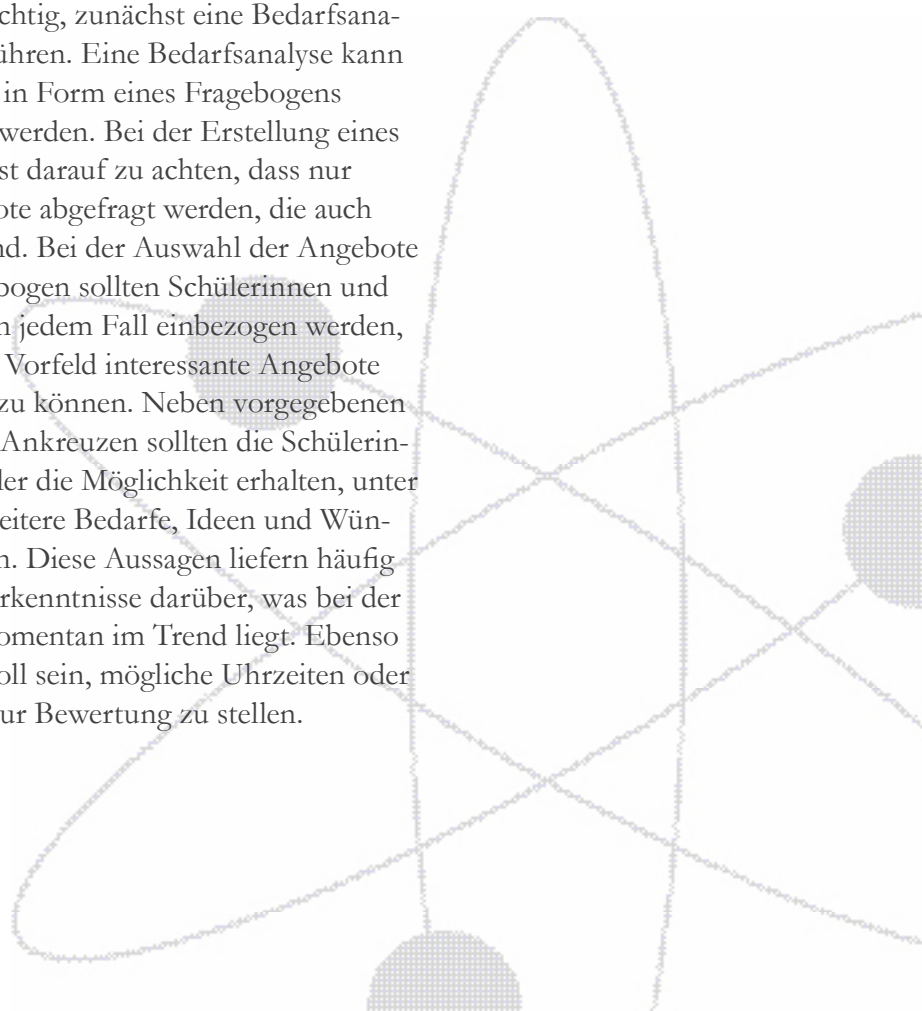 chtig, zunächst eine Bedarfsana-
ühren. Eine Bedarfsanalyse kann
in Form eines Fragebogens
werden. Bei der Erstellung eines
st darauf zu achten, dass nur
ote abgefragt werden, die auch
nd. Bei der Auswahl der Angebote
bogen sollten Schülerinnen und
n jedem Fall einbezogen werden,
Vorfeld interessante Angebote
zu können. Neben vorgegebenen
Ankreuzen sollten die Schülerin-
ler die Möglichkeit erhalten, unter
eitere Bedarfe, Ideen und Wün-
n. Diese Aussagen liefern häufig
rkenntnisse darüber, was bei der
omentan im Trend liegt. Ebenso
oll sein, mögliche Uhrzeiten oder
ur Bewertung zu stellen.